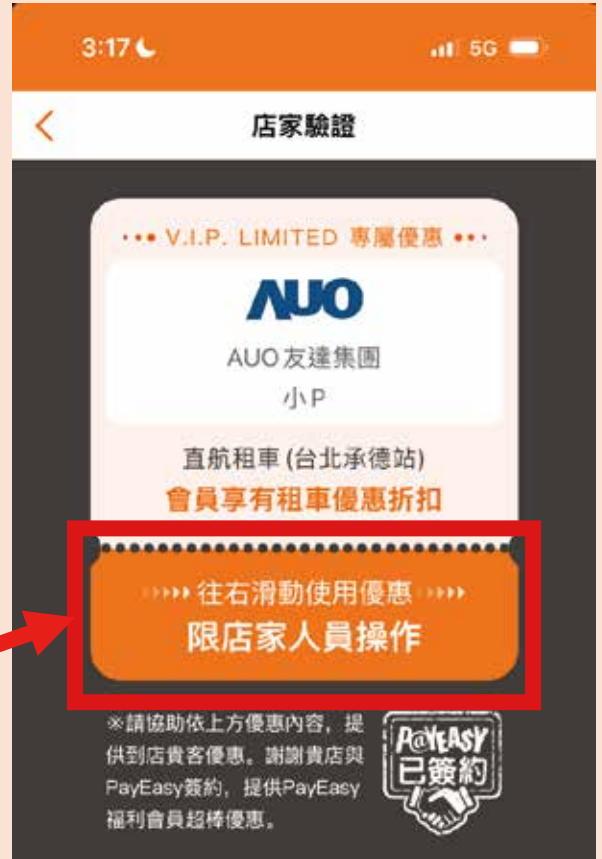 3:17
5G
店家驗證
V.I.P. LIMITED 專屬優惠
AUO
AUO友達集團
小P
直航租車(台北承德站)
會員享有租車優惠折扣
往右滑動使用優惠
限店家人員操作
※請協助依上方優惠內容，提
供到店貴客優惠。謝謝貴店與
PayEasy簽約，提供PayEasy
福利會員超棒優惠。
P@YEASY
已簽約